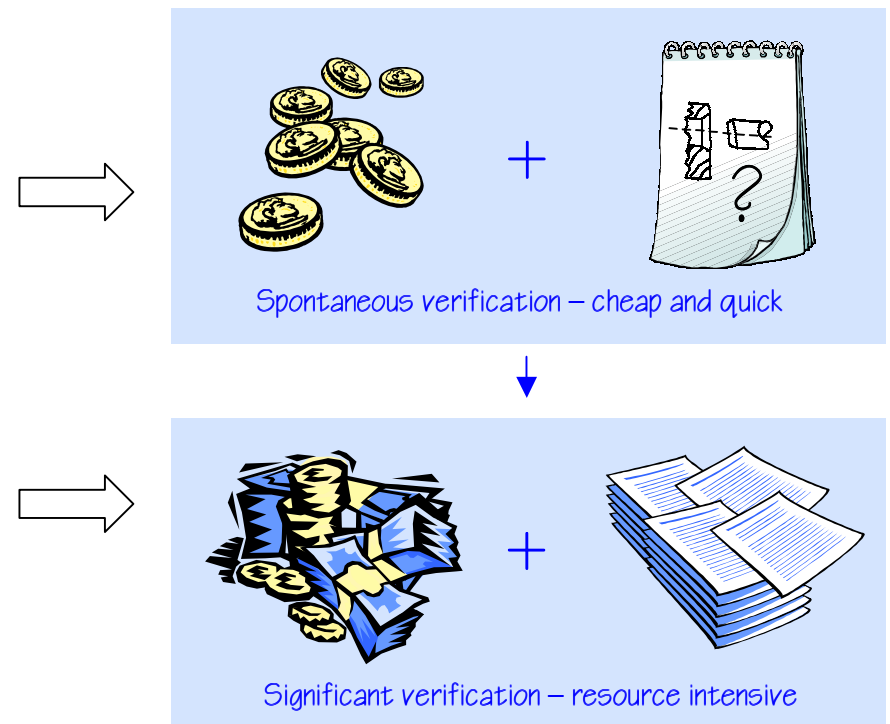 ?
Spontaneous verification – cheap and quick
Significant verification – resource intensive